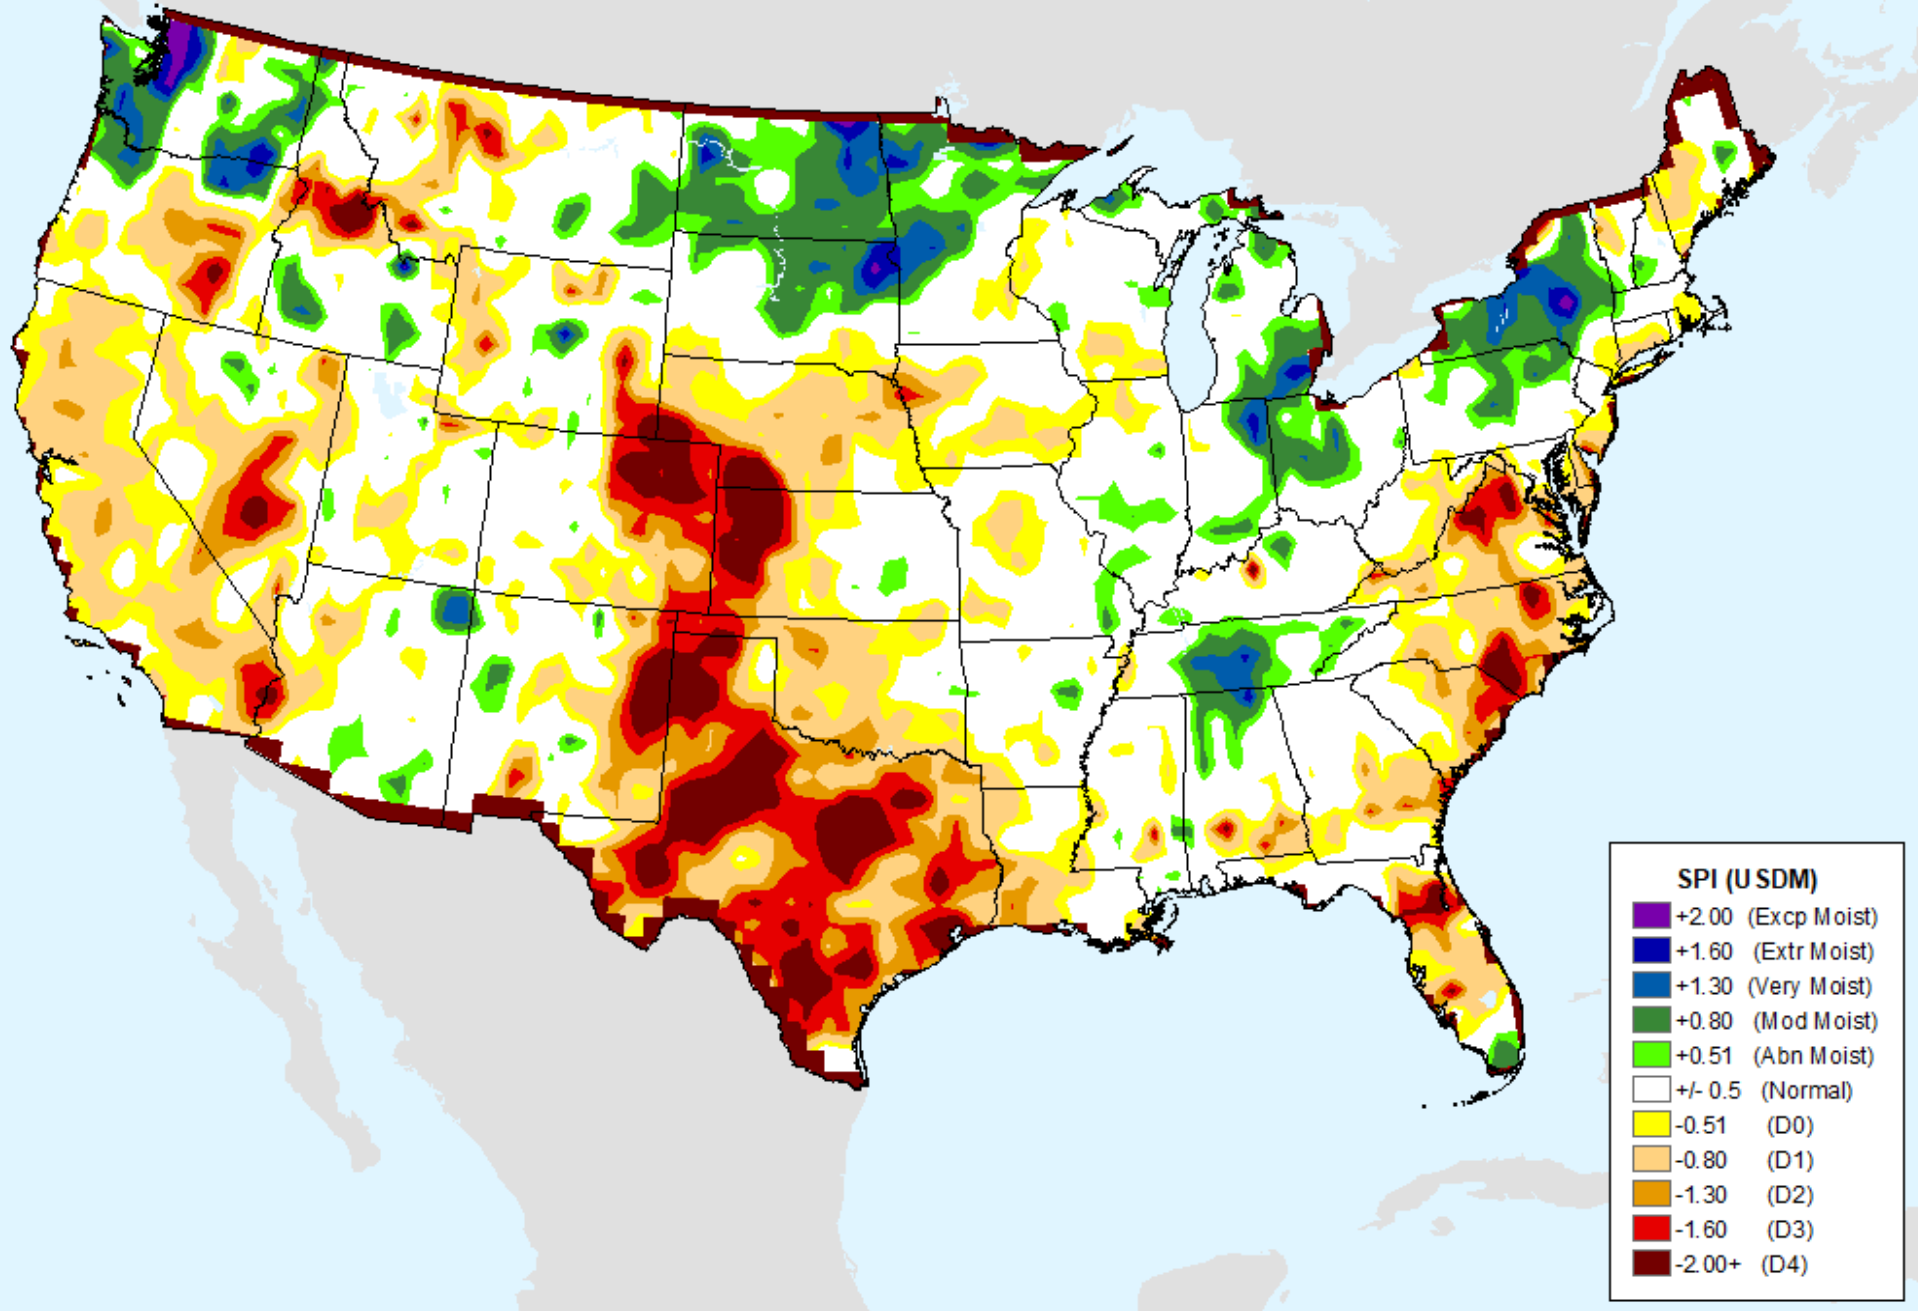 SPI (USDM)
+2.00 (Excp Moist)
+1.60 (Extr Moist)
+1.30 (Very Moist)
+0.80 (Mod Moist)
+0.51 (Abn Moist)
+/- 0.5 (Normal)
-0.51 (D0)
-0.80 (D1)
-1.30 (D2)
-1.60 (D3)
-2.00+ (D4)